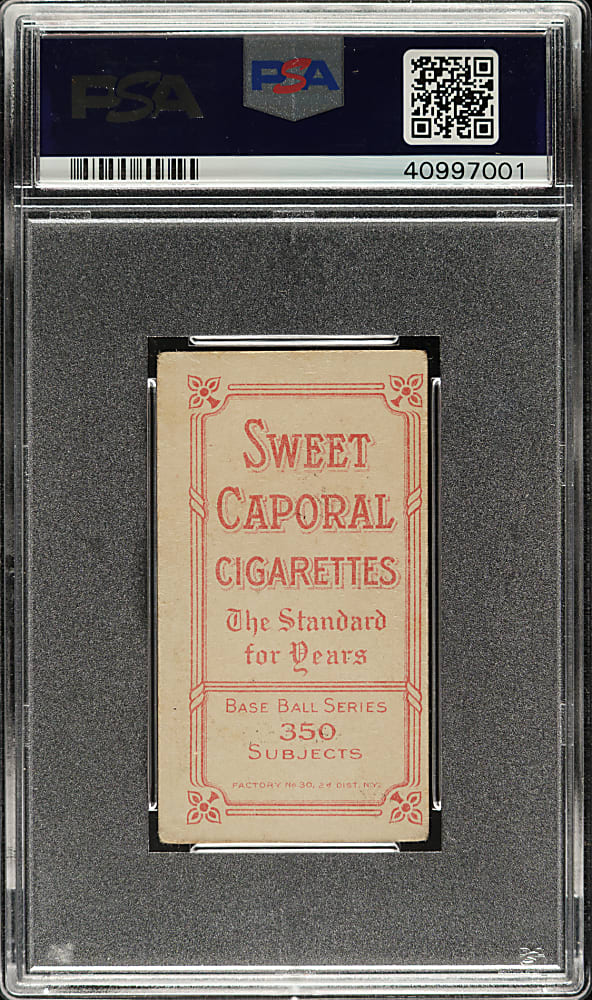 PSA PSA
40997001
SWEET
CAPORAL
CIGARETTES
The Standard
for Years
BASE BALL SERIES
350
SUBJECTS
FACTORY No 30, 2d DIST. N.Y.